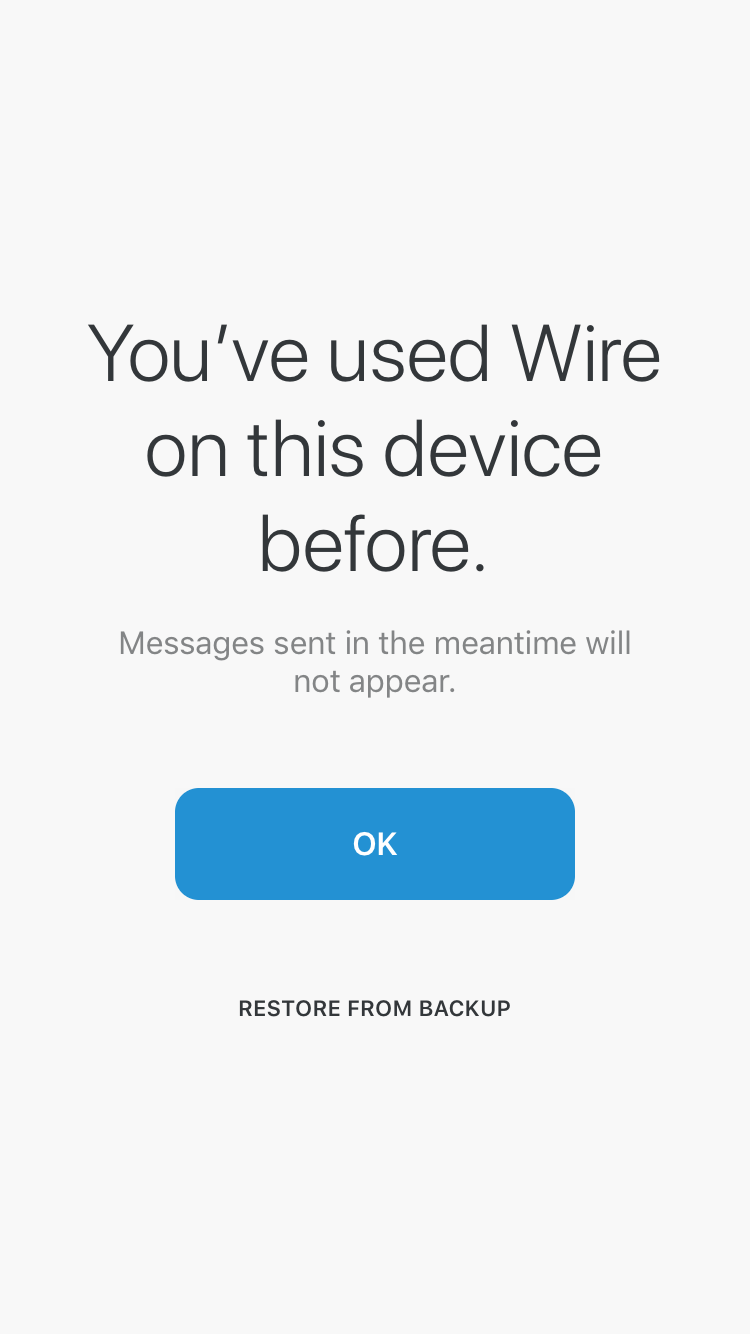 You’ve used Wire
on this device
before.
Messages sent in the meantime will
not appear.
OK
RESTORE FROM BACKUP